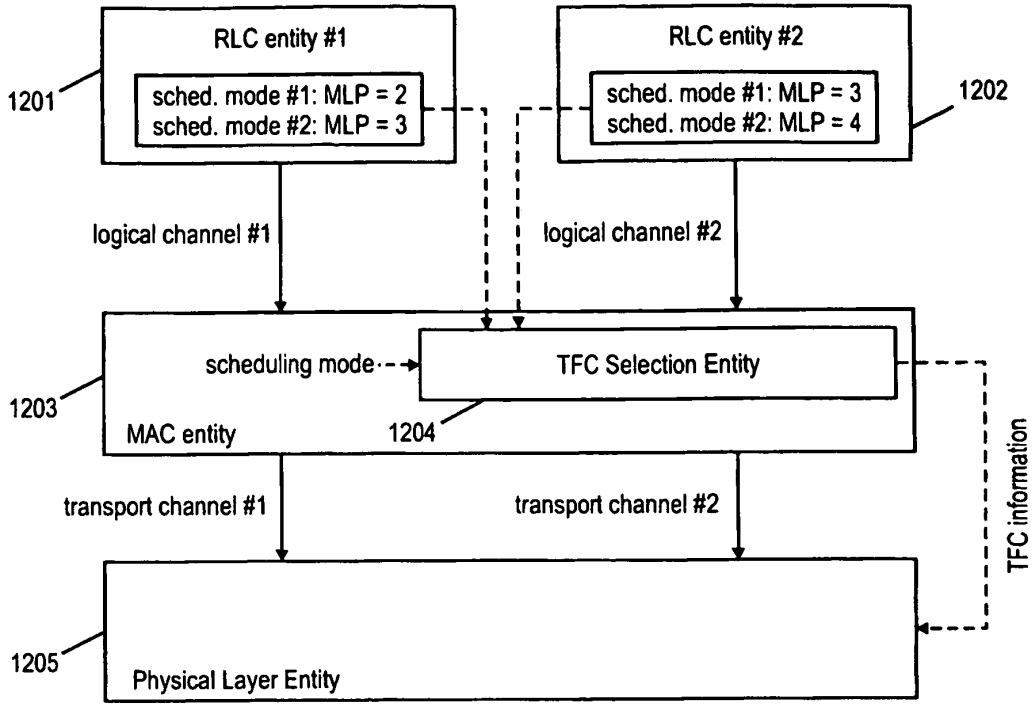 RLC entity #1
RLC entity #2
1201
sched. mode #1: MLP = 2
sched. mode #2: MLP = 3
sched. mode #1: MLP = 3
sched. mode #2: MLP = 4
1202
logical channel #1
logical channel #2
scheduling mode
TFC Selection Entity
1203
MAC entity
1204
transport channel #1
transport channel #2
TFC information
1205
Physical Layer Entity